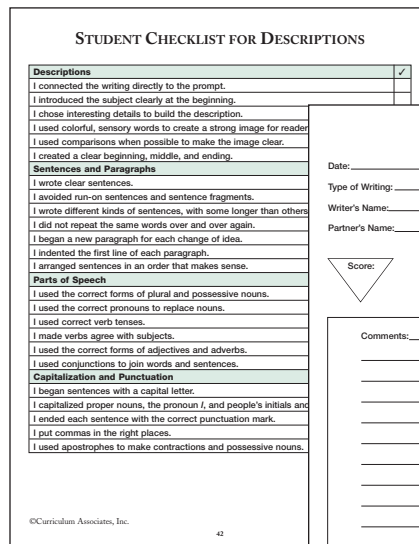 STUDENT CHECKLIST FOR DESCRIPTIONS
Descriptions ✓
I connected the writing directly to the prompt.
I introduced the subject clearly at the beginning.
I chose interesting details to build the description.
I used colorful, sensory words to create a strong image for reader
I used comparisons when possible to make the image clear.
I created a clear beginning, middle, and ending.
Sentences and Paragraphs
I wrote clear sentences.
I avoided run-on sentences and sentence fragments.
I wrote different kinds of sentences, with some longer than others
I did not repeat the same words over and over again.
I began a new paragraph for each change of idea.
I indented the first line of each paragraph.
I arranged sentences in an order that makes sense.
Parts of Speech
I used the correct forms of plural and possessive nouns.
I used the correct pronouns to replace nouns.
I used correct verb tenses.
I made verbs agree with subjects.
I used the correct forms of adjectives and adverbs.
I used conjunctions to join words and sentences.
Capitalization and Punctuation
I began sentences with a capital letter.
I capitalized proper nouns, the pronoun I, and people's initials and
I ended each sentence with the correct punctuation mark.
I put commas in the right places.
I used apostrophes to make contractions and possessive nouns.
©Curriculum Associates, Inc.
42
Date:
Type of Writing:
Writer's Name:
Partner's Name:
Score:
Comments: